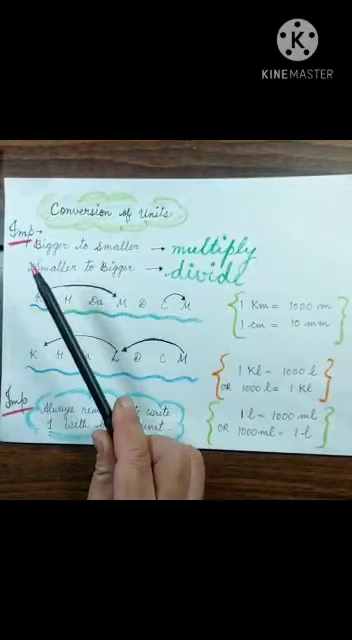 K
KINEMASTER
Conversion of Units
Imp→
Bigger to Smaller → multiply
Smaller to Bigger → divide
K H Da M D C M
{ 1 Km = 1000 m
1 cm = 10 mm }
K H L D C M
{ 1 Kl = 1000 l
OR 1000 l = 1 Kl }
Imp
Always write
1 with unit.
{ 1 l = 1000 ml
OR 1000 ml = 1 l }